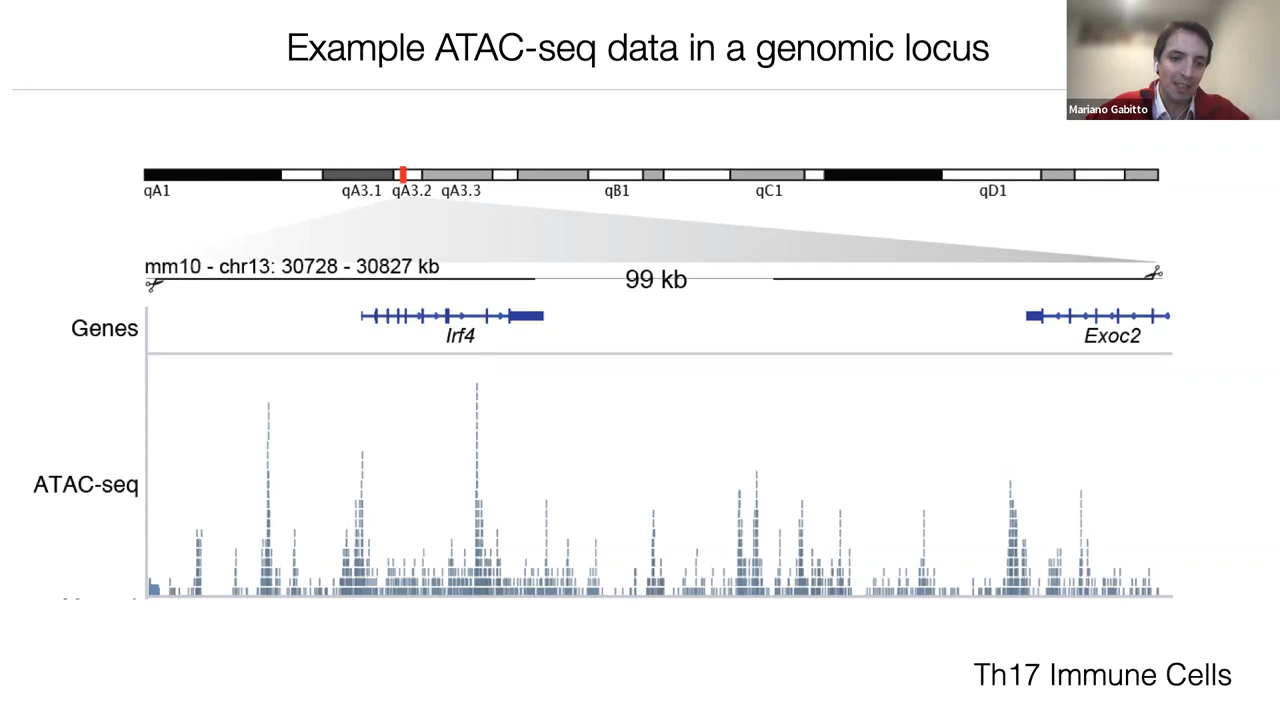 Example ATAC-seq data in a genomic locus
Mariano Gabitto
qA1 qA3.1 qA3.2 qA3.3 qB1 qC1 qD1
mm10 - chr13: 30728 - 30827 kb
99 kb
Genes
Irf4
Exoc2
ATAC-seq
Th17 Immune Cells